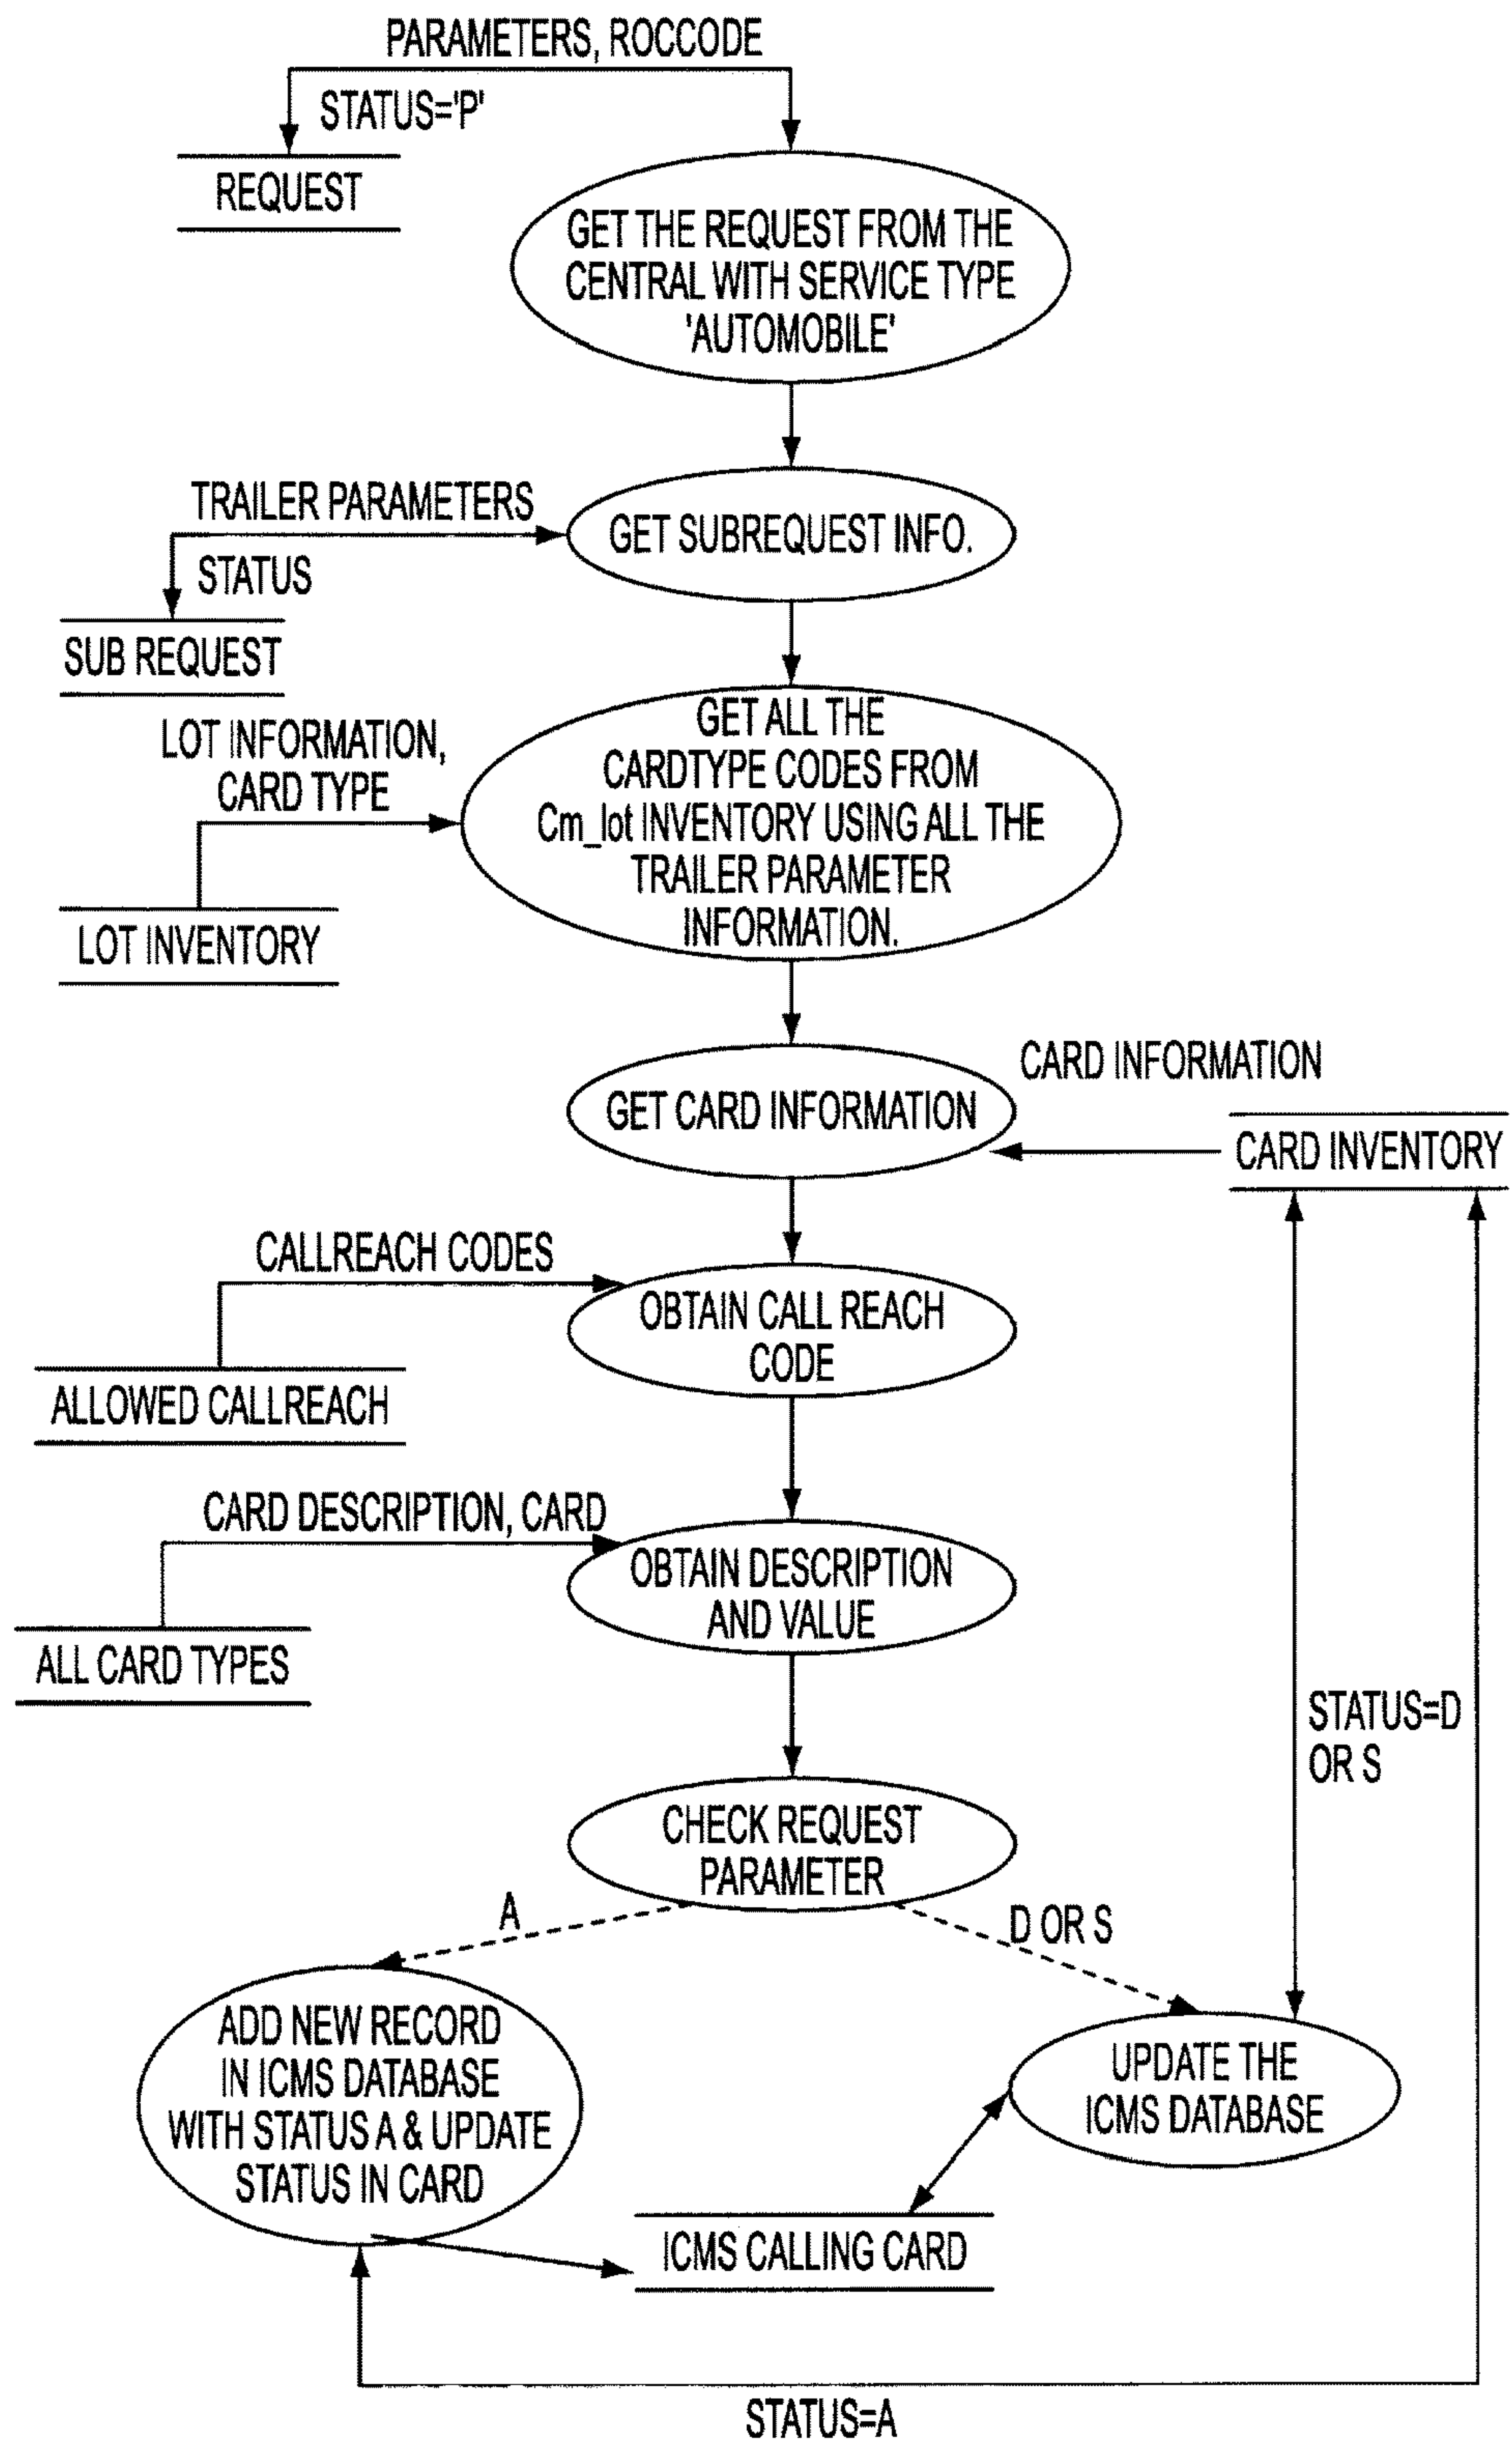 PARAMETERS, ROCCODE
STATUS='P'
REQUEST
GET THE REQUEST FROM THE
CENTRAL WITH SERVICE TYPE
'AUTOMOBILE'
TRAILER PARAMETERS
STATUS
GET SUBREQUEST INFO.
SUB REQUEST
LOT INFORMATION,
CARD TYPE
GET ALL THE
CARDTYPE CODES FROM
Cm_lot INVENTORY USING ALL THE
TRAILER PARAMETER
INFORMATION.
LOT INVENTORY
CARD INFORMATION
GET CARD INFORMATION
CARD INVENTORY
CALLREACH CODES
OBTAIN CALL REACH
CODE
ALLOWED CALLREACH
CARD DESCRIPTION, CARD
OBTAIN DESCRIPTION
AND VALUE
ALL CARD TYPES
STATUS=D
OR S
CHECK REQUEST
PARAMETER
A
D OR S
ADD NEW RECORD
IN ICMS DATABASE
WITH STATUS A & UPDATE
STATUS IN CARD
UPDATE THE
ICMS DATABASE
ICMS CALLING CARD
STATUS=A